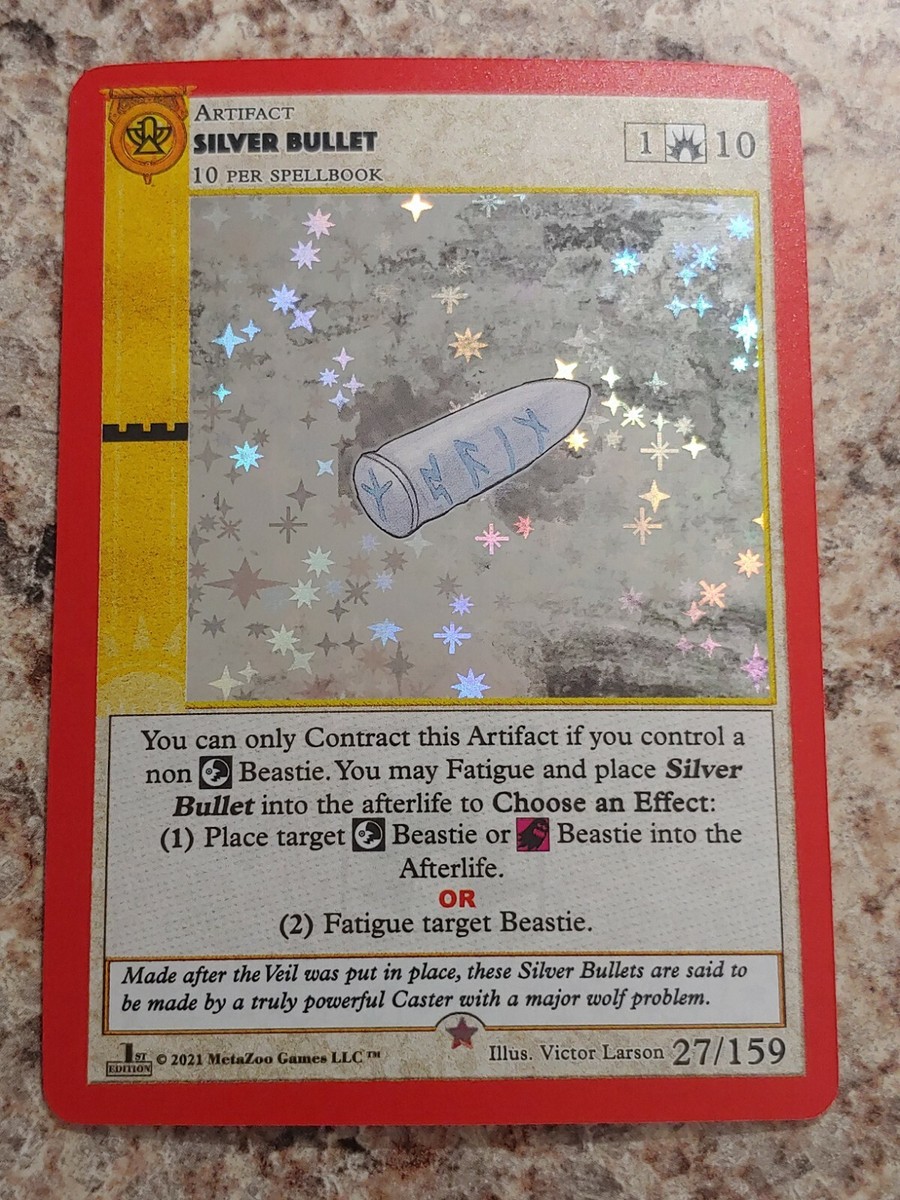 ARTIFACT
SILVER BULLET
10 PER SPELLBOOK
1 10
You can only Contract this Artifact if you control a
non Beastie. You may Fatigue and place Silver
Bullet into the afterlife to Choose an Effect:
(1) Place target Beastie or Beastie into the
Afterlife.
OR
(2) Fatigue target Beastie.
Made after the Veil was put in place, these Silver Bullets are said to
be made by a truly powerful Caster with a major wolf problem.
1ST EDITION © 2021 MetaZoo Games LLC™ Illus. Victor Larson 27/159